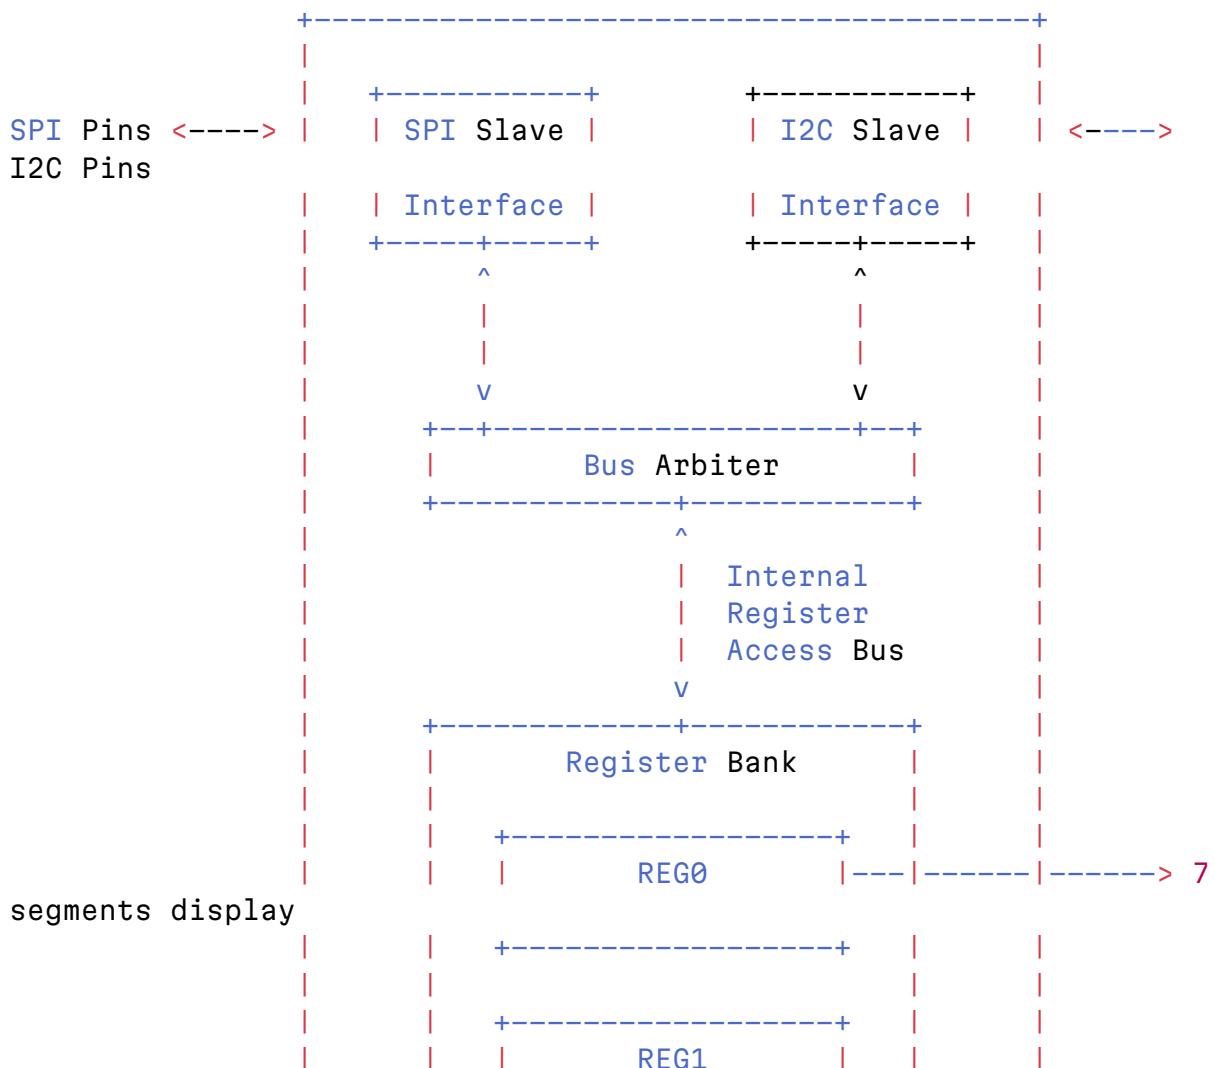 +----------------------------------------+
|                                        |
|   +-----------+        +-----------+   |
SPI Pins <----> |   | SPI Slave |        | I2C Slave |   | <---->
I2C Pins
|   | Interface |        | Interface |   |
|   +-----+-----+        +-----+-----+   |
|         ^                    ^         |
|         |                    |         |
|         |                    |         |
|         v                    v         |
|      +--+--------------------+--+      |
|      |        Bus Arbiter       |      |
|      +-------------+------------+      |
|                    ^                   |
|                    |  Internal         |
|                    |  Register         |
|                    |  Access Bus       |
|                    v                   |
|      +-------------+------------+      |
|      |       Register Bank      |      |
|      |                          |      |
|      |   +------------------+   |      |
|      |   |       REG0       |---|------|------> 7
segments display
|      |   +------------------+   |      |
|      |                          |      |
|      |   +------------------+   |      |
|      |   |       REG1       |   |      |